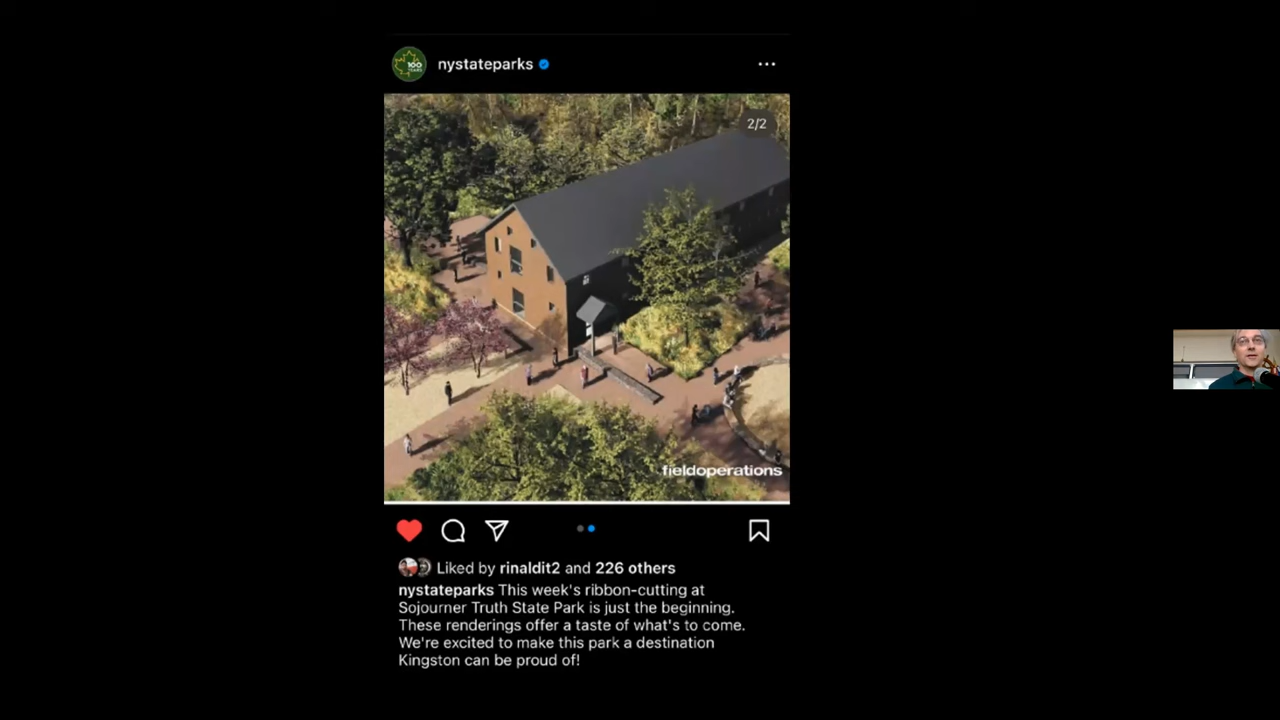 100
YEARS
nystateparks
2/2
fieldoperations
Liked by rinaldit2 and 226 others
nystateparks This week's ribbon-cutting at
Sojourner Truth State Park is just the beginning.
These renderings offer a taste of what's to come.
We're excited to make this park a destination
Kingston can be proud of!